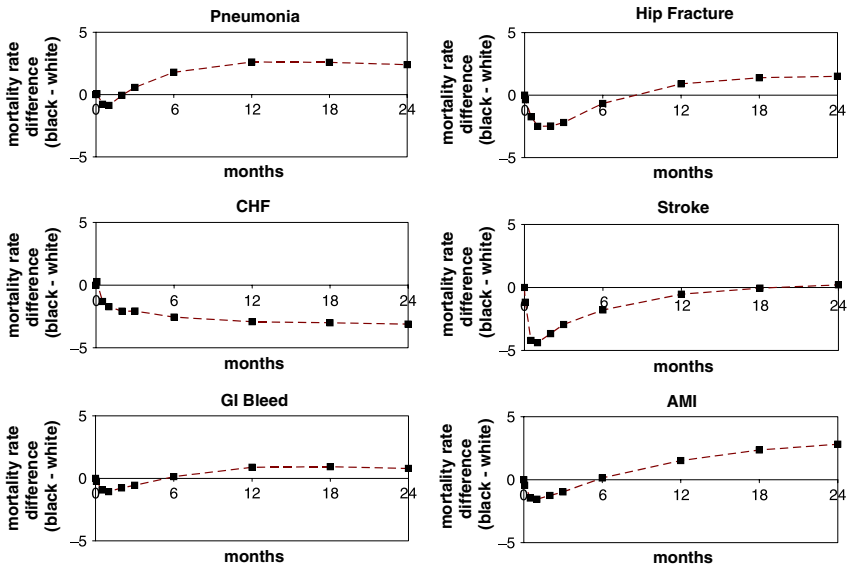 Pneumonia
mortality rate
difference
(black - white)
5
0
–5
0 6 12 18 24
months
Hip Fracture
mortality rate
difference
(black - white)
5
0
–5
0 6 12 18 24
months
CHF
mortality rate
difference
(black - white)
5
0
–5
0 6 12 18 24
months
Stroke
mortality rate
difference
(black - white)
5
0
–5
0 6 12 18 24
months
GI Bleed
mortality rate
difference
(black - white)
5
0
–5
0 6 12 18 24
months
AMI
mortality rate
difference
(black - white)
5
0
–5
0 6 12 18 24
months